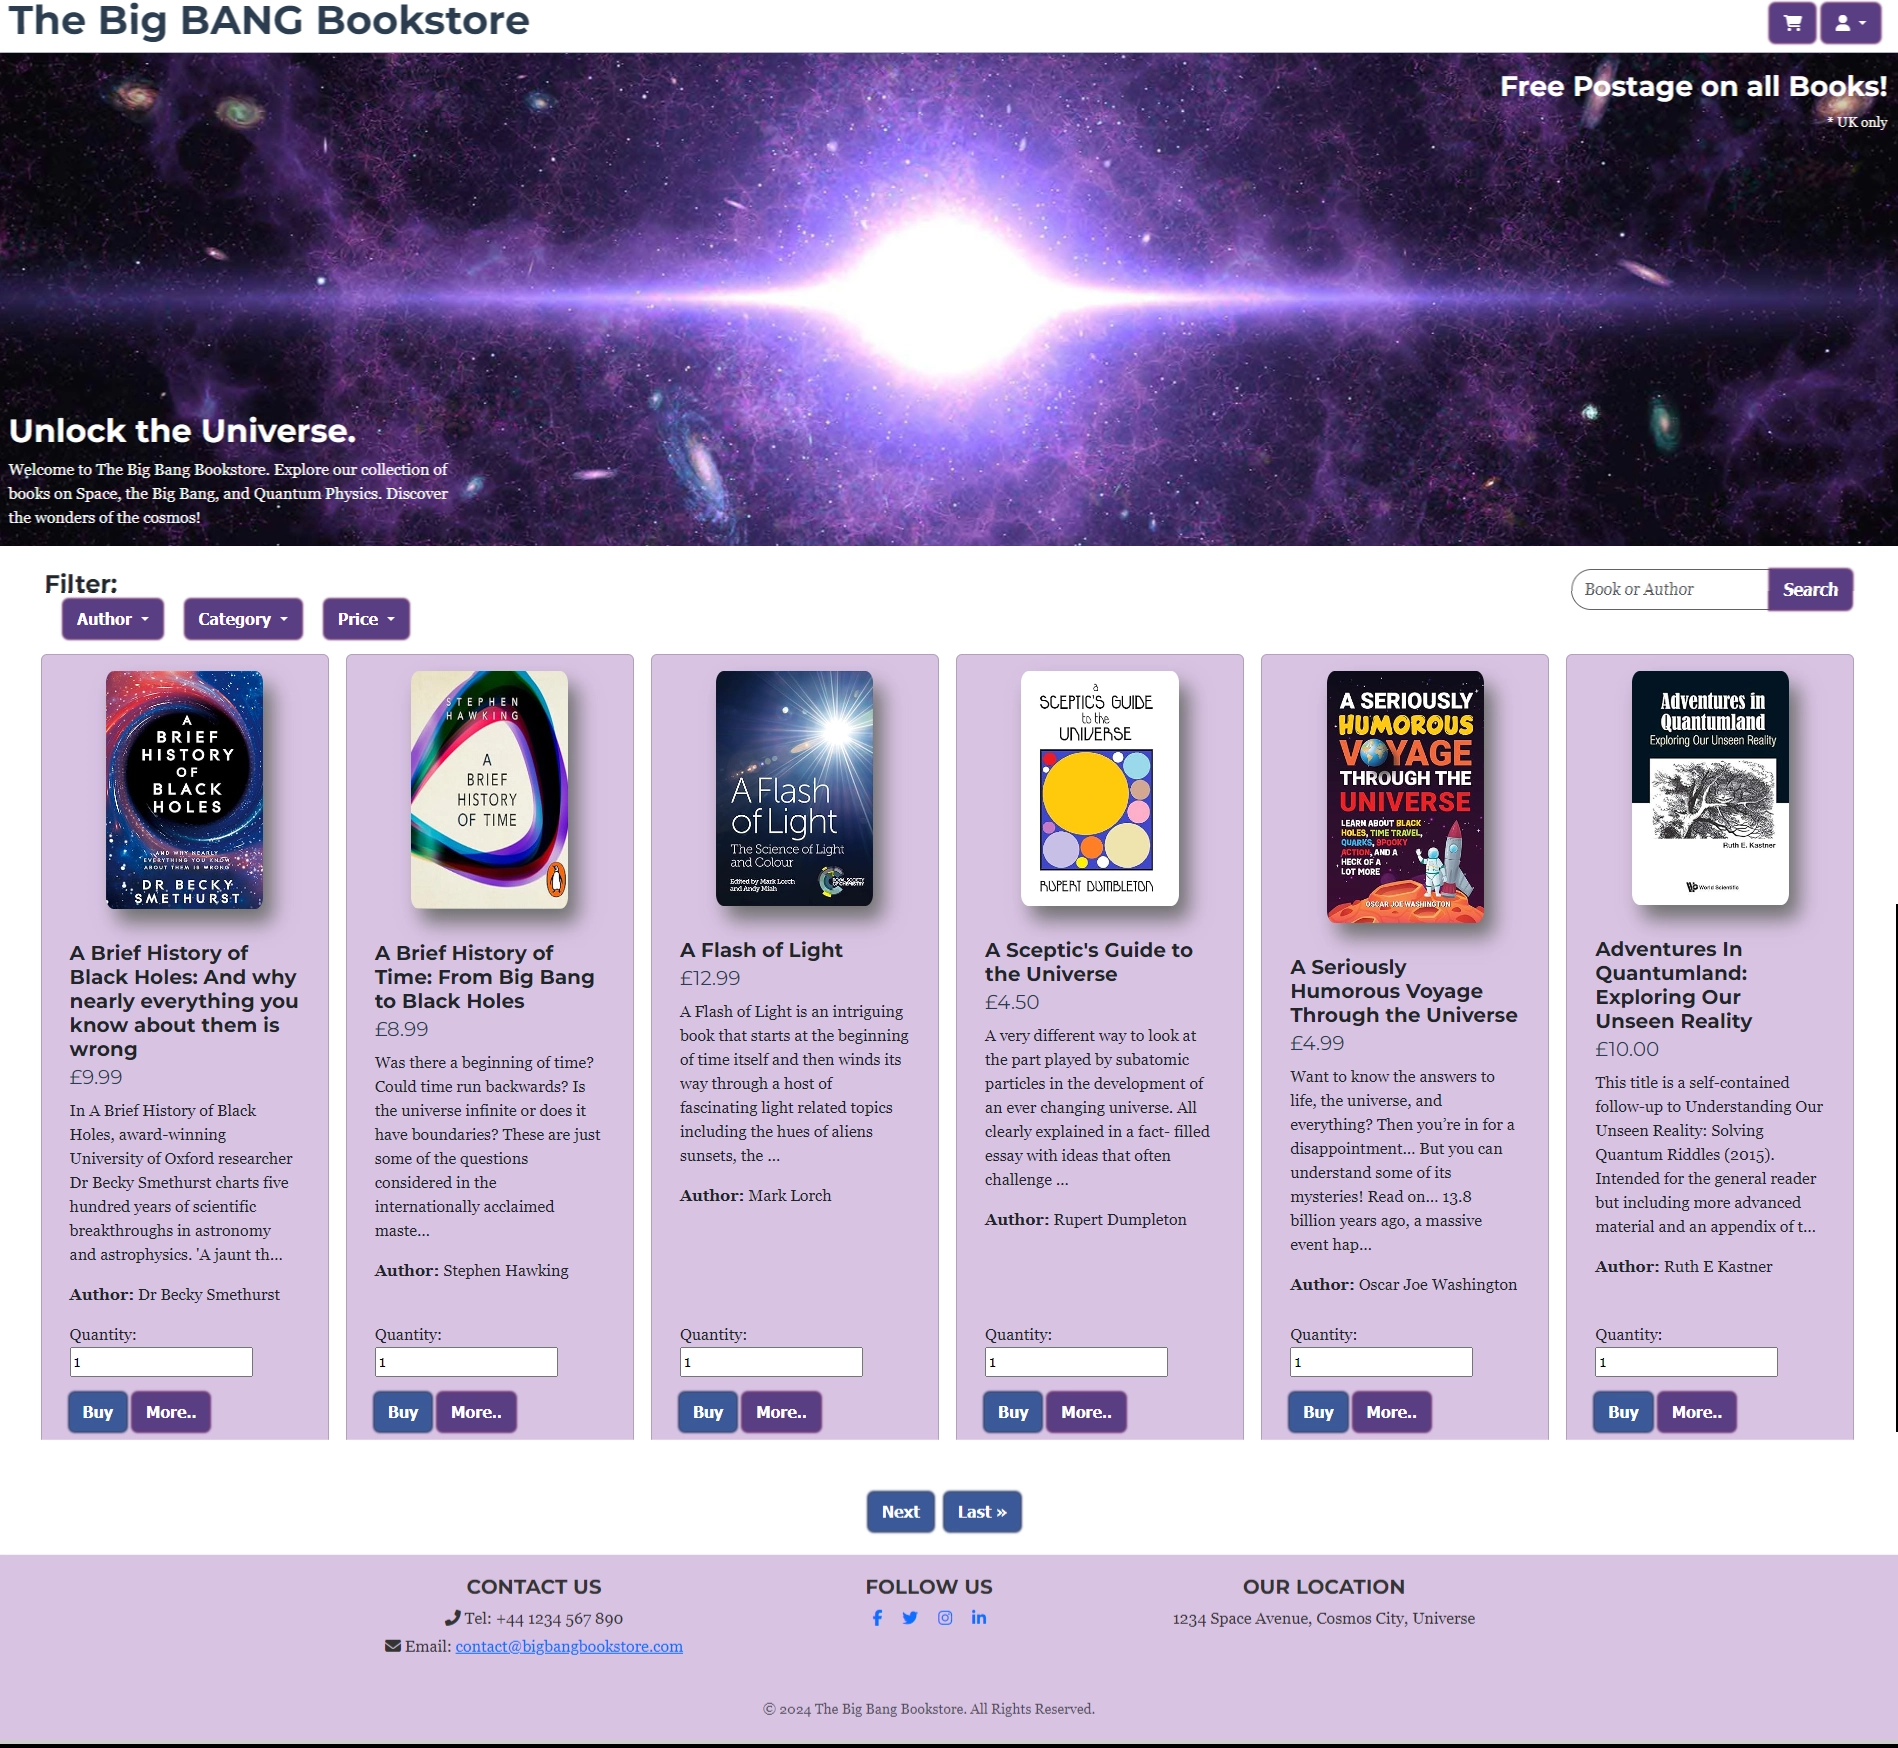 The Big BANG Bookstore
Free Postage on all Books!
* UK only
Unlock the Universe.
Welcome to The Big Bang Bookstore. Explore our collection of
books on Space, the Big Bang, and Quantum Physics. Discover
the wonders of the cosmos!
Filter:
Author
Category
Price
Book or Author
Search
A
BRIEF
HISTORY
OF
BLACK
HOLES
AND WHY NEARLY
EVERYTHING YOU KNOW
ABOUT THEM IS WRONG
DR BECKY
SMETHURST
A Brief History of
Black Holes: And why
nearly everything you
know about them is
wrong
£9.99
In A Brief History of Black
Holes, award-winning
University of Oxford researcher
Dr Becky Smethurst charts five
hundred years of scientific
breakthroughs in astronomy
and astrophysics. 'A jaunt th...
Author: Dr Becky Smethurst
Quantity:
1
Buy
More..
STEPHEN
HAWKING
A
BRIEF
HISTORY
OF TIME
A Brief History of
Time: From Big Bang
to Black Holes
£8.99
Was there a beginning of time?
Could time run backwards? Is
the universe infinite or does it
have boundaries? These are just
some of the questions
considered in the
internationally acclaimed
maste...
Author: Stephen Hawking
Quantity:
1
Buy
More..
A Flash
of Light
The Science of Light
and Colour
Edited by Mark Lorch
and Andy Miah
ROYAL SOCIETY
OF CHEMISTRY
A Flash of Light
£12.99
A Flash of Light is an intriguing
book that starts at the beginning
of time itself and then winds its
way through a host of
fascinating light related topics
including the hues of aliens
sunsets, the ...
Author: Mark Lorch
Quantity:
1
Buy
More..
a
SCEPTIC'S GUIDE
to the
UNIVERSE
RUPERT DUMBLETON
A Sceptic's Guide to
the Universe
£4.50
A very different way to look at
the part played by subatomic
particles in the development of
an ever changing universe. All
clearly explained in a fact- filled
essay with ideas that often
challenge ...
Author: Rupert Dumpleton
Quantity:
1
Buy
More..
A SERIOUSLY
HUMOROUS
VOYAGE
THROUGH THE
UNIVERSE
LEARN ABOUT BLACK
HOLES, TIME TRAVEL,
QUARKS, SPOOKY
ACTION, AND A
HECK OF A
LOT MORE
OSCAR JOE WASHINGTON
A Seriously
Humorous Voyage
Through the Universe
£4.99
Want to know the answers to
life, the universe, and
everything? Then you’re in for a
disappointment... But you can
understand some of its
mysteries! Read on... 13.8
billion years ago, a massive
event hap...
Author: Oscar Joe Washington
Quantity:
1
Buy
More..
Adventures in
Quantumland
Exploring Our Unseen Reality
Ruth E. Kastner
World Scientific
Adventures In
Quantumland:
Exploring Our
Unseen Reality
£10.00
This title is a self-contained
follow-up to Understanding Our
Unseen Reality: Solving
Quantum Riddles (2015).
Intended for the general reader
but including more advanced
material and an appendix of t...
Author: Ruth E Kastner
Quantity:
1
Buy
More..
Next
Last »
CONTACT US
Tel: +44 1234 567 890
Email: contact@bigbangbookstore.com
FOLLOW US
OUR LOCATION
1234 Space Avenue, Cosmos City, Universe
© 2024 The Big Bang Bookstore. All Rights Reserved.